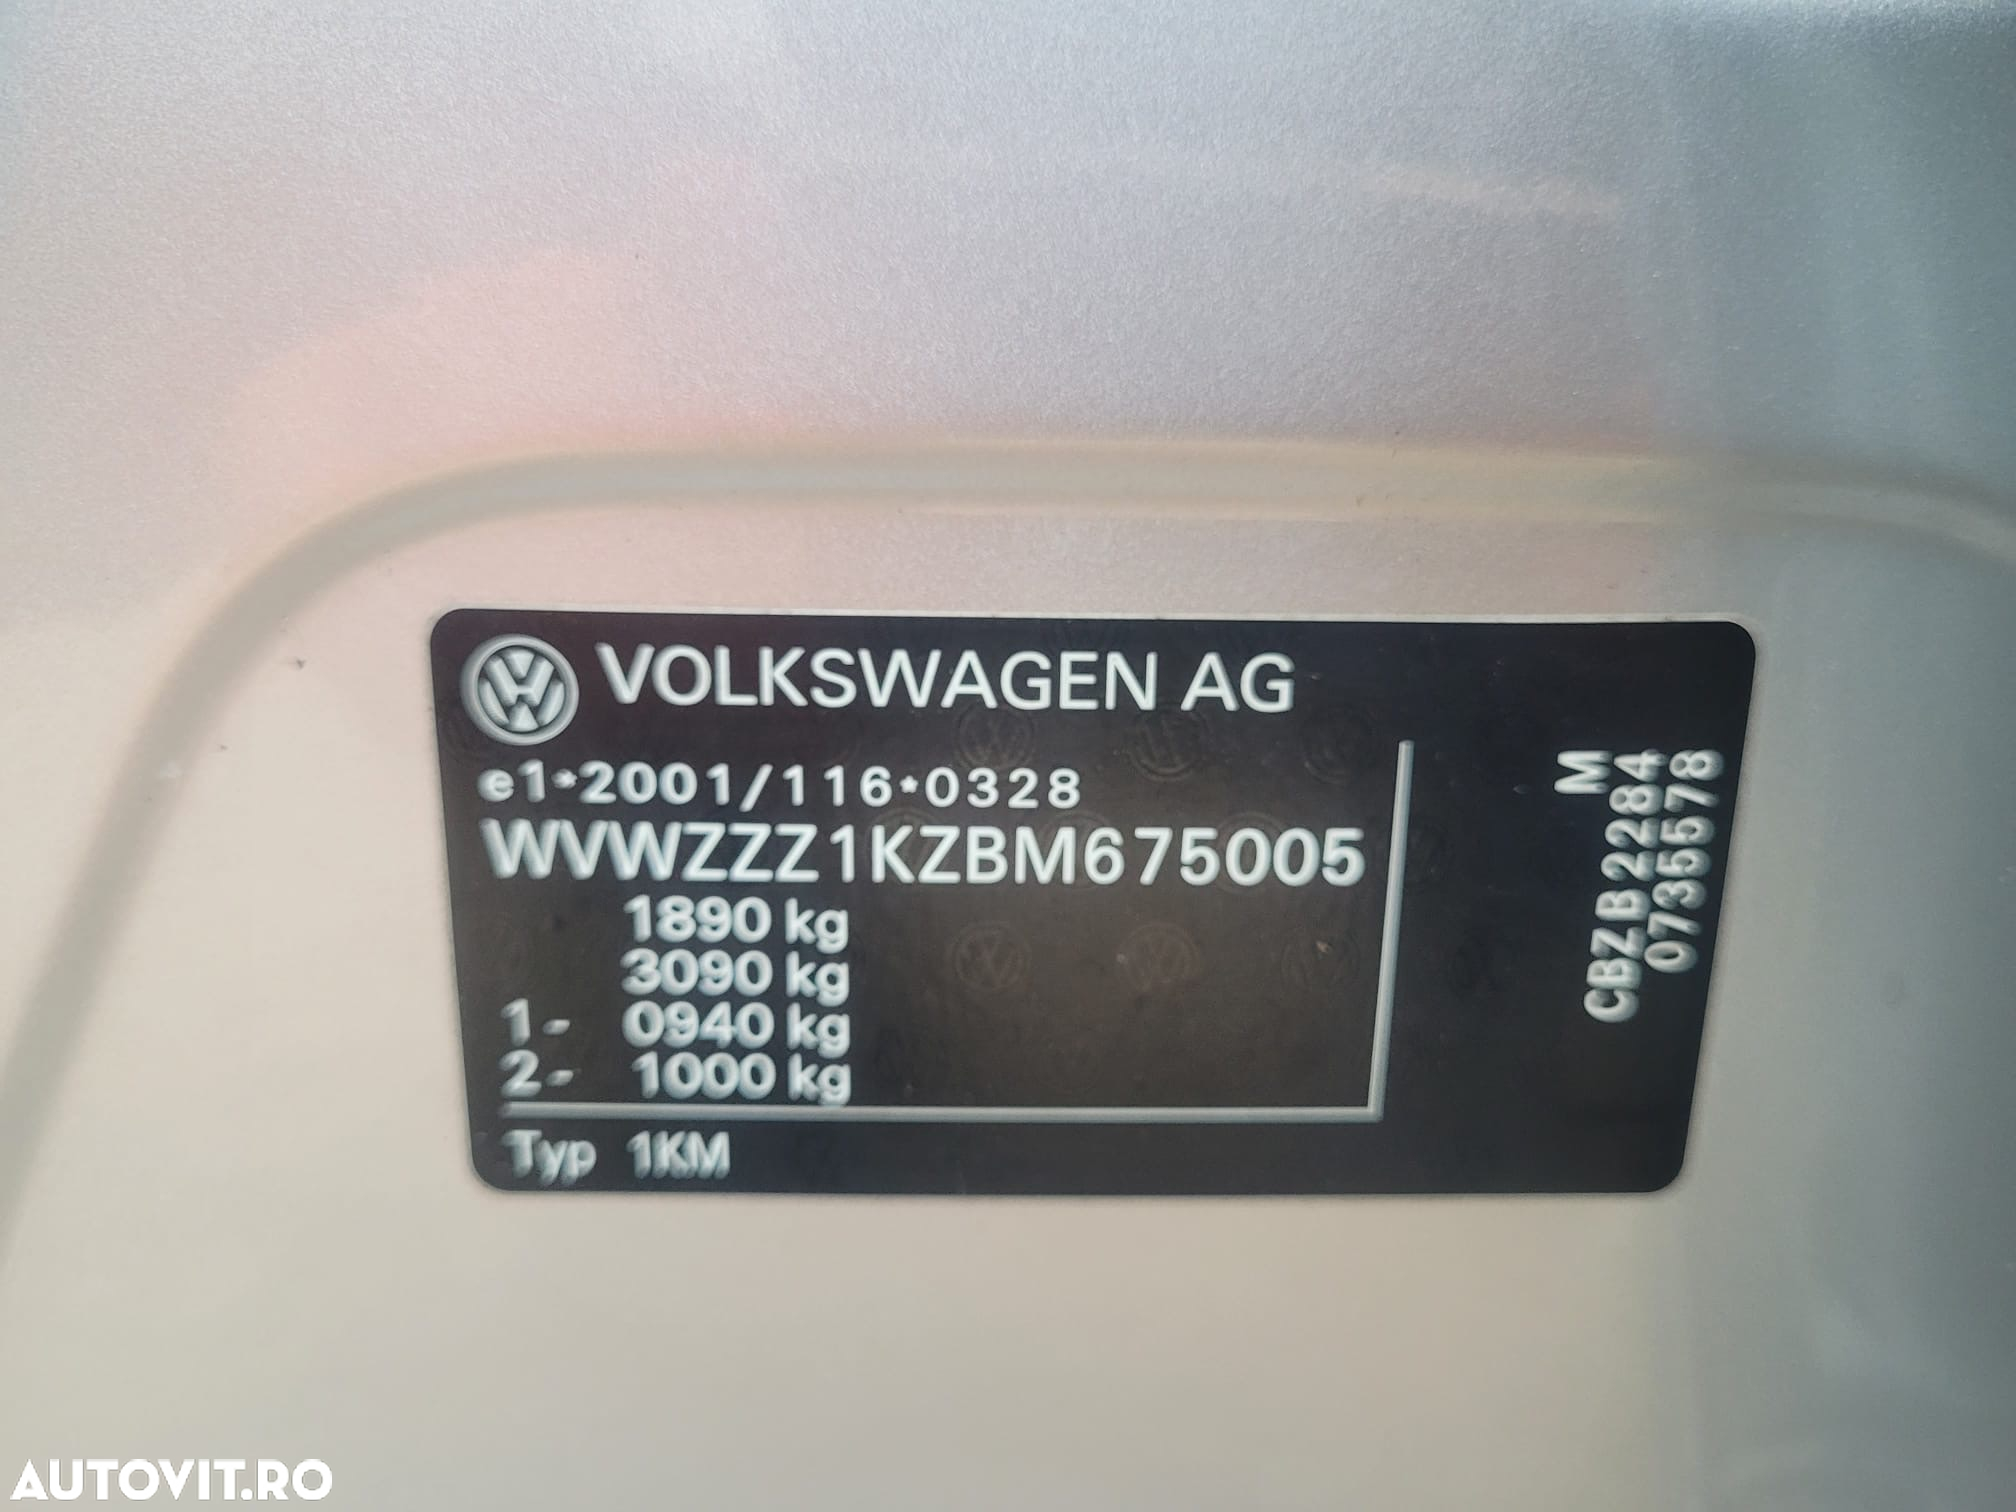 VOLKSWAGEN AG
e1*2001/116*0328
WVWZZZ1KZBM675005
1890 kg
3090 kg
1- 0940 kg
2- 1000 kg
Typ 1KM
M
CBZB2284
0735578
AUTOVIT.RO